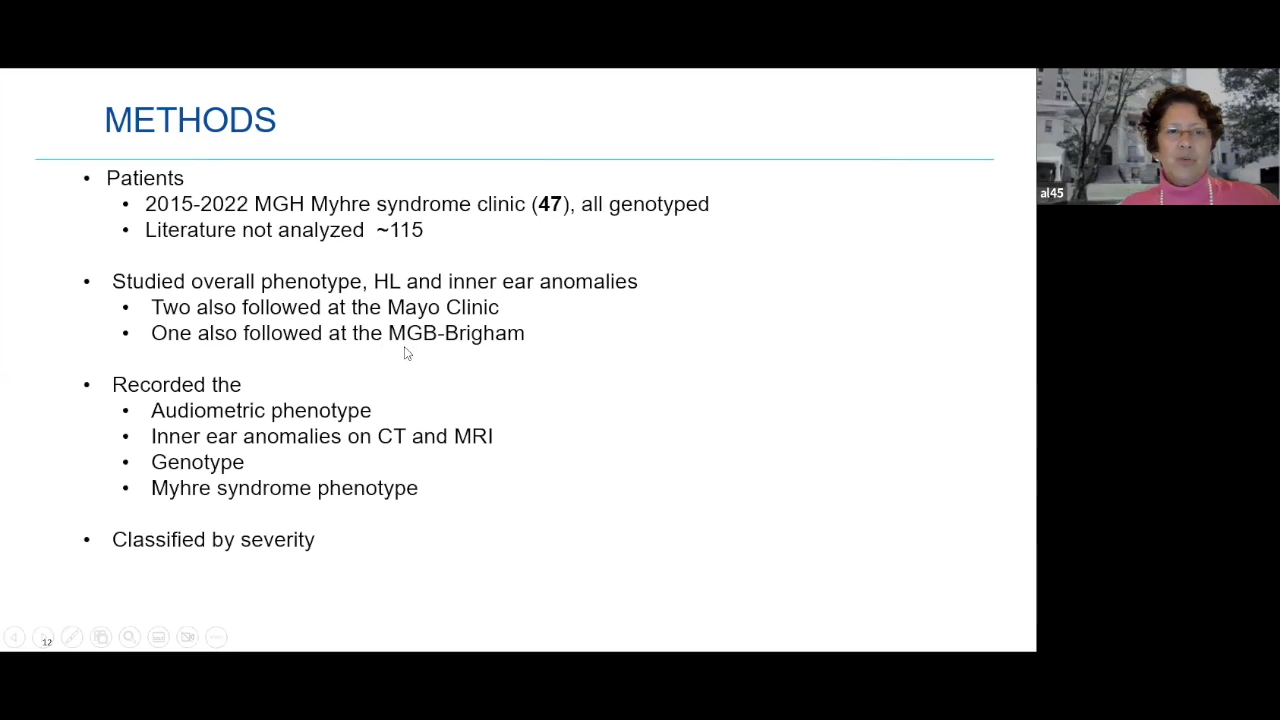 METHODS
• Patients
• 2015-2022 MGH Myhre syndrome clinic (47), all genotyped
• Literature not analyzed ~115
• Studied overall phenotype, HL and inner ear anomalies
• Two also followed at the Mayo Clinic
• One also followed at the MGB-Brigham
• Recorded the
• Audiometric phenotype
• Inner ear anomalies on CT and MRI
• Genotype
• Myhre syndrome phenotype
• Classified by severity
12
al45